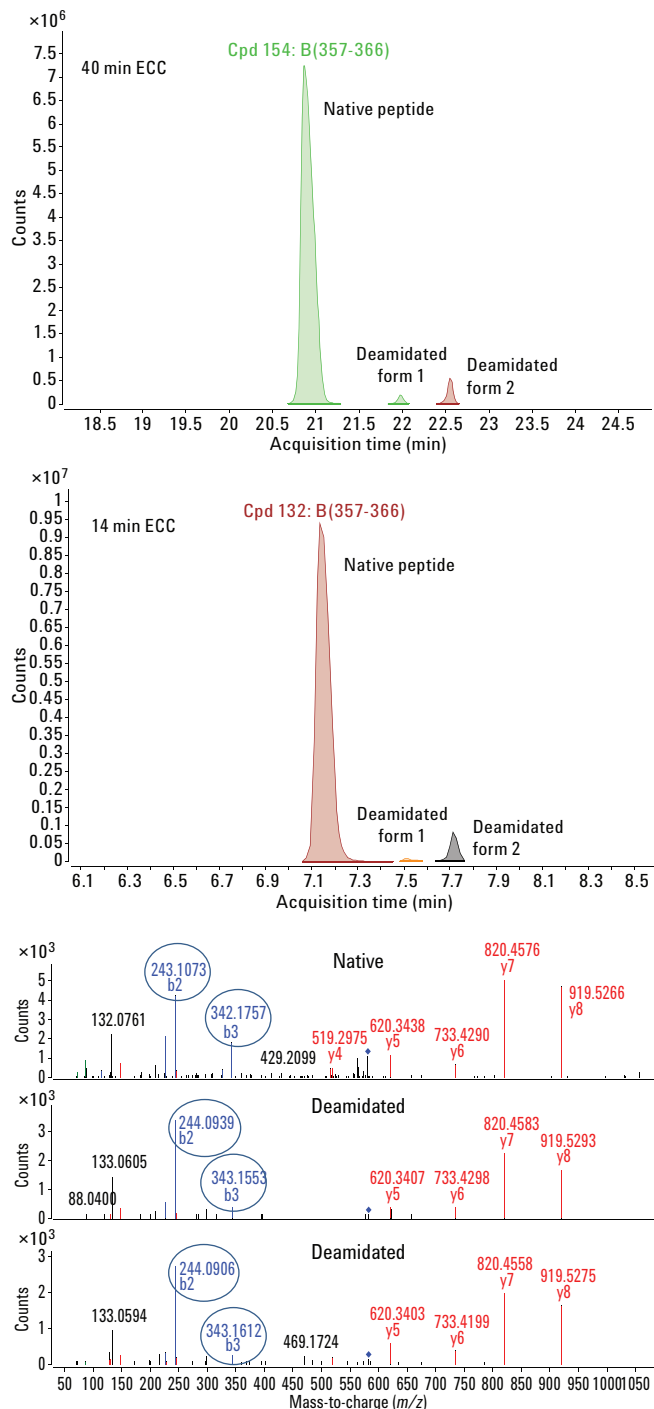 ×10⁶
Cpd 154: B(357-366)
40 min ECC
Native peptide
Counts
7.5
7
6.5
6
5.5
5
4.5
4
3.5
3
2.5
2
1.5
1
0.5
0
Deamidated
form 1
Deamidated
form 2
18.5 19 19.5 20 20.5 21 21.5 22 22.5 23 23.5 24 24.5
Acquisition time (min)
×10⁷
Cpd 132: B(357-366)
14 min ECC
Native peptide
Counts
1
0.95
0.9
0.85
0.8
0.75
0.7
0.65
0.6
0.55
0.5
0.45
0.4
0.35
0.3
0.25
0.2
0.15
0.1
0.05
0
Deamidated
form 1
Deamidated
form 2
6.1 6.3 6.5 6.7 6.9 7.1 7.3 7.5 7.7 7.9 8.1 8.3 8.5
Acquisition time (min)
×10³
Native
Counts
5
4
3
2
1
0
132.0761
243.1073
b2
342.1757
b3
429.2099
519.2975
y4
620.3438
y5
733.4290
y6
820.4576
y7
919.5266
y8
Deamidated
Counts
3
2
1
0
88.0400
133.0605
244.0939
b2
343.1553
b3
620.3407
y5
733.4298
y6
820.4583
y7
919.5293
y8
×10³
Deamidated
Counts
3
2
1
0
133.0594
244.0906
b2
343.1612
b3
469.1724
620.3403
y5
733.4199
y6
820.4558
y7
919.5275
y8
50 100 150 200 250 300 350 400 450 500 550 600 650 700 750 800 850 900 950 1000 1050
Mass-to-charge (m/z)